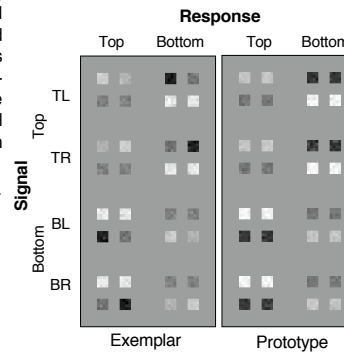 Response
Top Bottom Top Bottom
Signal
Top
TL
TR
Bottom
BL
BR
Exemplar Prototype